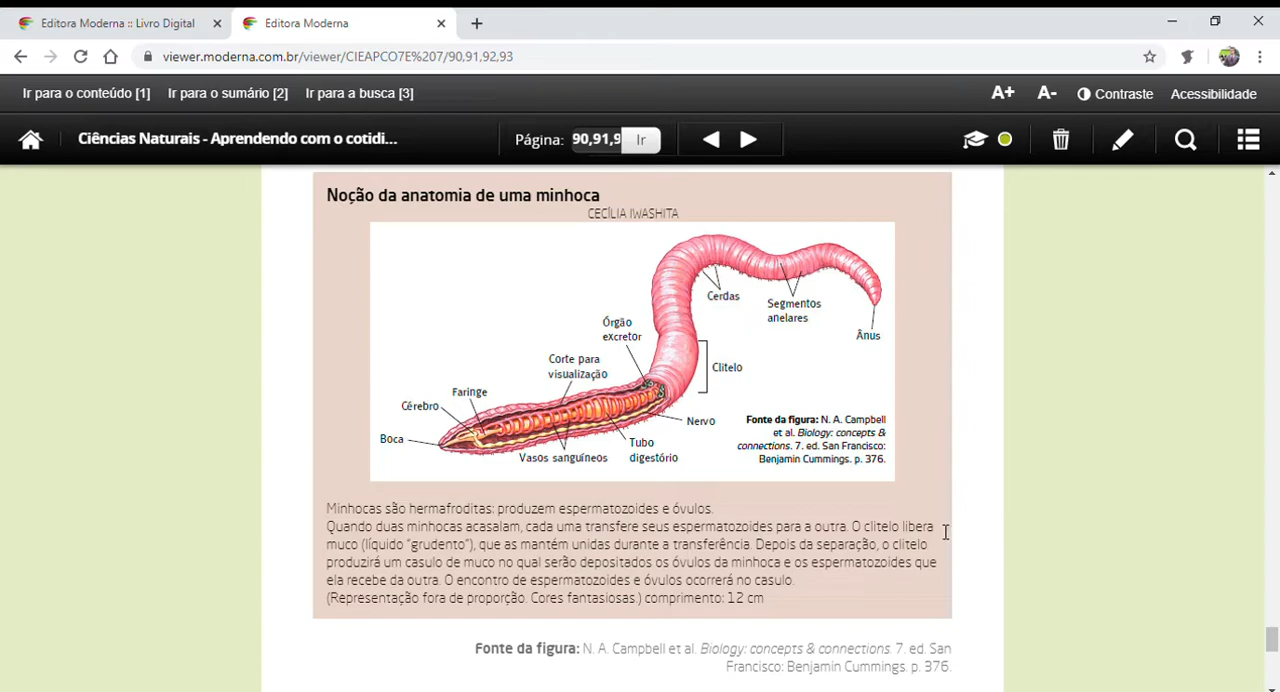 Editora Moderna :: Livro Digital
Editora Moderna
viewer.moderna.com.br/viewer/CIEAPCO7E%207/90,91,92,93
Ir para o conteúdo [1] Ir para o sumário [2] Ir para a busca [3]
A+ A- Contraste Acessibilidade
Ciências Naturais - Aprendendo com o cotidi...
Página: 90,91,9 Ir
Noção da anatomia de uma minhoca
CECÍLIA IWASHITA
Cerdas
Segmentos
anelares
Ânus
Órgão
excretor
Corte para
visualização
Clitelo
Faringe
Cérebro
Boca
Nervo
Tubo
digestório
Vasos sanguíneos
Fonte da figura: N. A. Campbell
et al. Biology: concepts &
connections. 7. ed. San Francisco:
Benjamin Cummings. p. 376.
Minhocas são hermafroditas: produzem espermatozoides e óvulos.
Quando duas minhocas acasalam, cada uma transfere seus espermatozoides para a outra. O clitelo libera
muco (líquido “grudento”), que as mantém unidas durante a transferência. Depois da separação, o clitelo
produzirá um casulo de muco no qual serão depositados os óvulos da minhoca e os espermatozoides que
ela recebe da outra. O encontro de espermatozoides e óvulos ocorrerá no casulo.
(Representação fora de proporção. Cores fantasiosas.) comprimento: 12 cm
Fonte da figura: N. A. Campbell et al. Biology: concepts & connections. 7. ed. San
Francisco: Benjamin Cummings. p. 376.